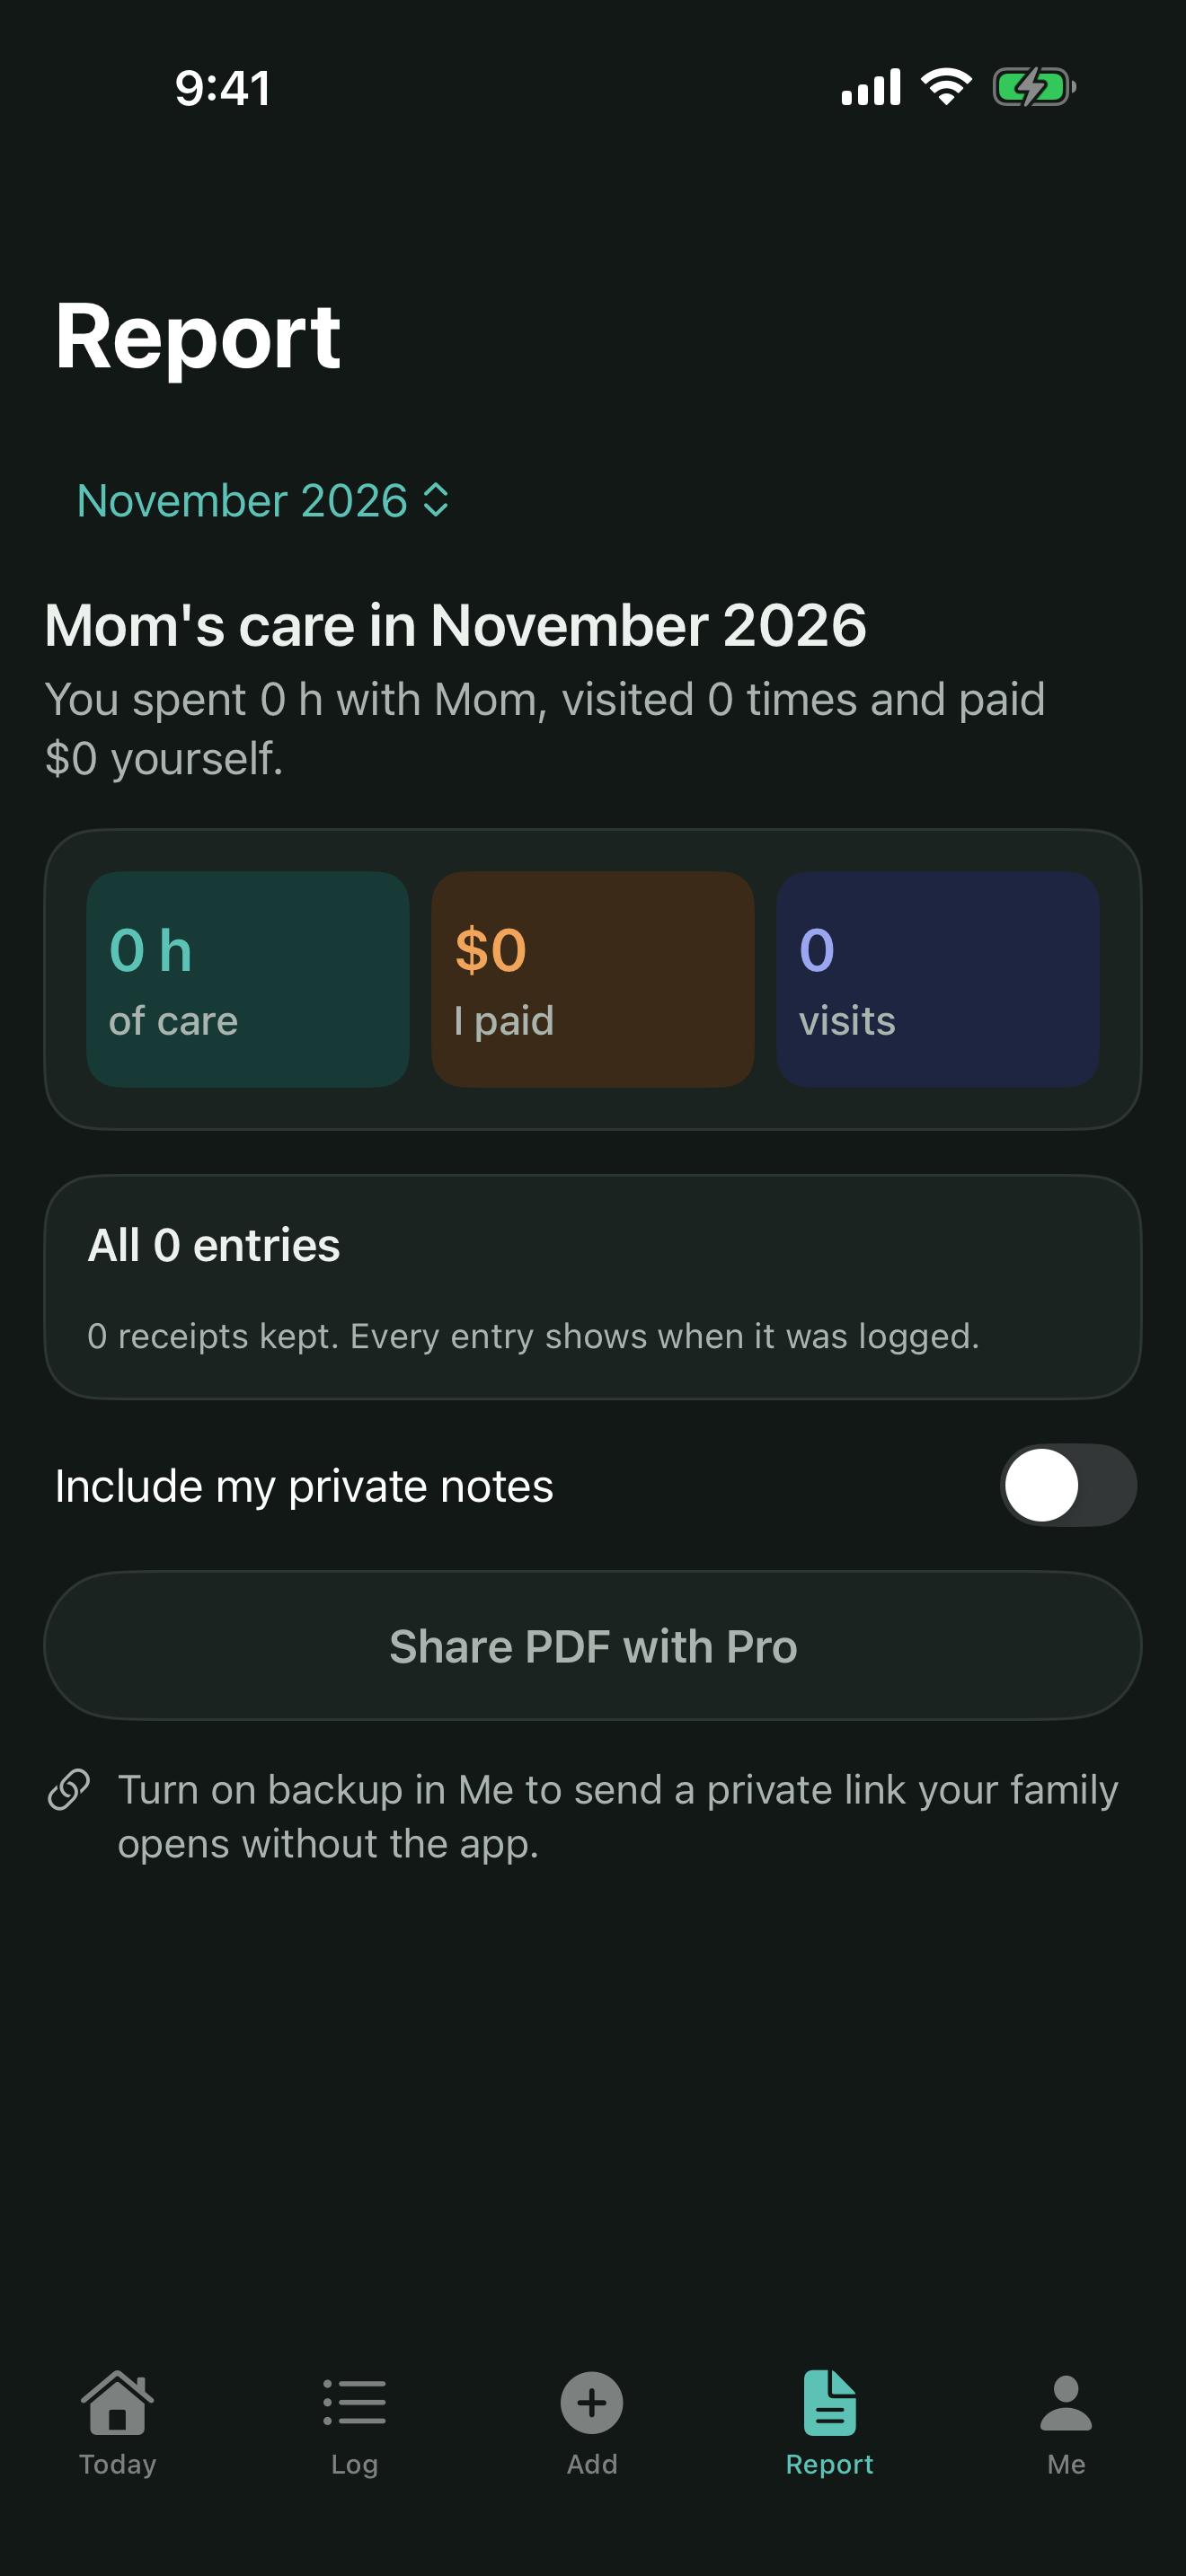 9:41
Report
November 2026
Mom's care in November 2026
You spent 0 h with Mom, visited 0 times and paid
$0 yourself.
0 h
of care
$0
I paid
0
visits
All 0 entries
0 receipts kept. Every entry shows when it was logged.
Include my private notes
Share PDF with Pro
Turn on backup in Me to send a private link your family
opens without the app.
Today
Log
Add
Report
Me